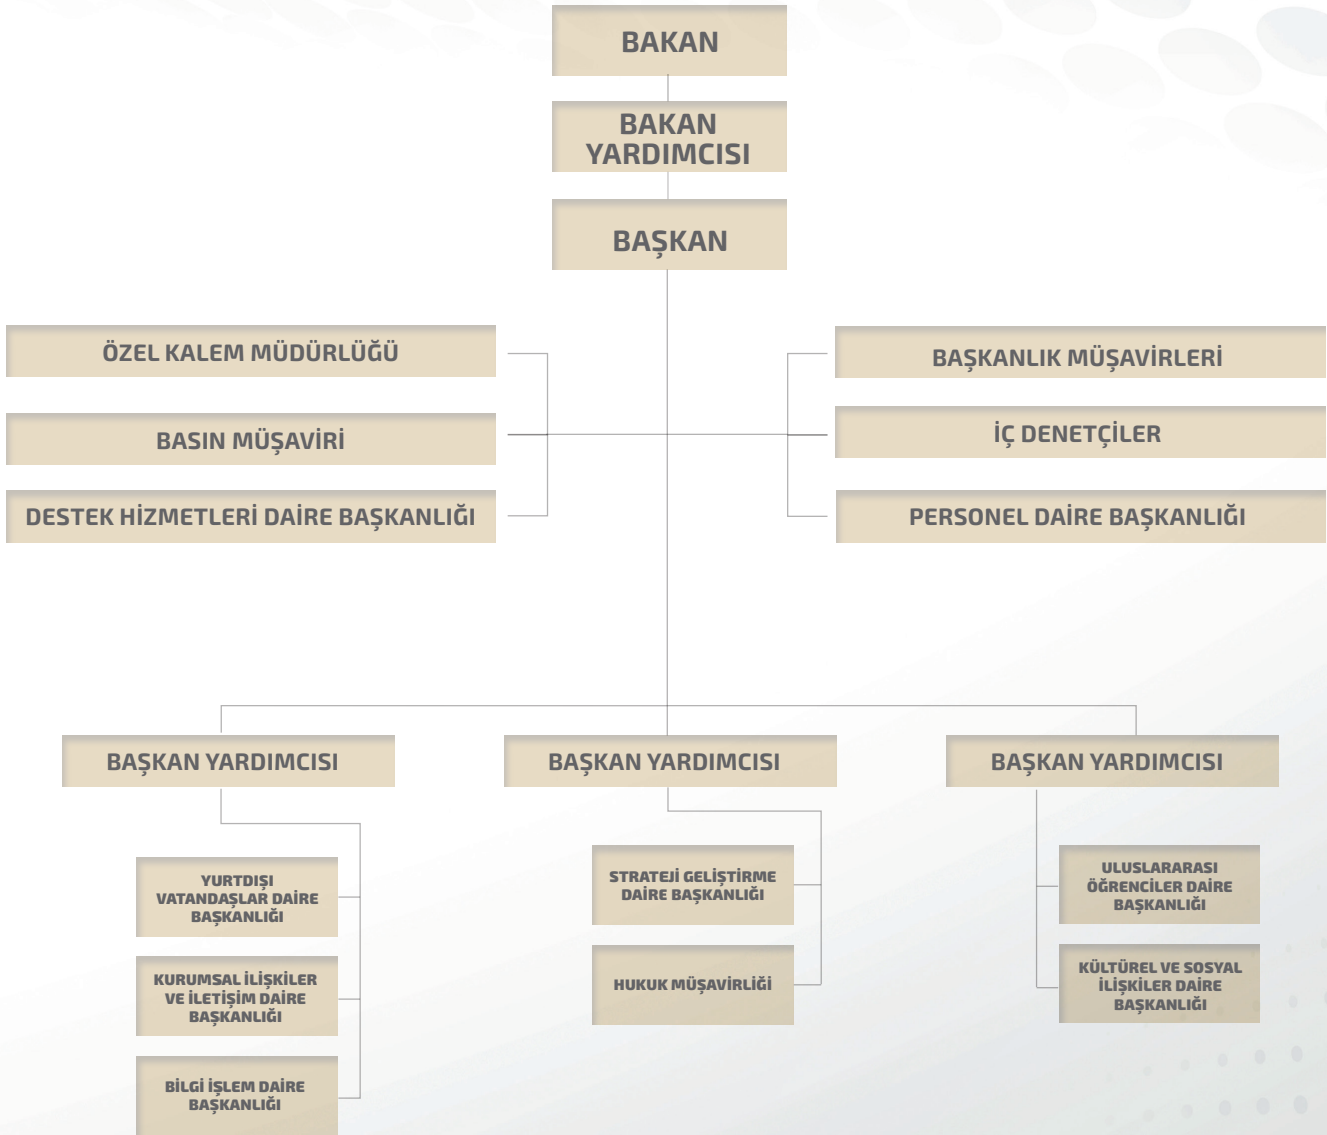 BAKAN
BAKAN
YARDIMCISI
BAŞKAN
ÖZEL KALEM MÜDÜRLÜĞÜ
BAŞKANLIK MÜŞAVİRLERİ
BASIN MÜŞAVİRİ
İÇ DENETÇİLER
DESTEK HİZMETLERİ DAİRE BAŞKANLIĞI
PERSONEL DAİRE BAŞKANLIĞI
BAŞKAN YARDIMCISI
BAŞKAN YARDIMCISI
BAŞKAN YARDIMCISI
YURTDIŞI
VATANDAŞLAR DAİRE
BAŞKANLIĞI
KURUMSAL İLİŞKİLER
VE İLETİŞİM DAİRE
BAŞKANLIĞI
BİLGİ İŞLEM DAİRE
BAŞKANLIĞI
STRATEJİ GELİŞTİRME
DAİRE BAŞKANLIĞI
HUKUK MÜŞAVİRLİĞİ
ULUSLARARASI
ÖĞRENCİLER DAİRE
BAŞKANLIĞI
KÜLTÜREL VE SOSYAL
İLİŞKİLER DAİRE
BAŞKANLIĞI